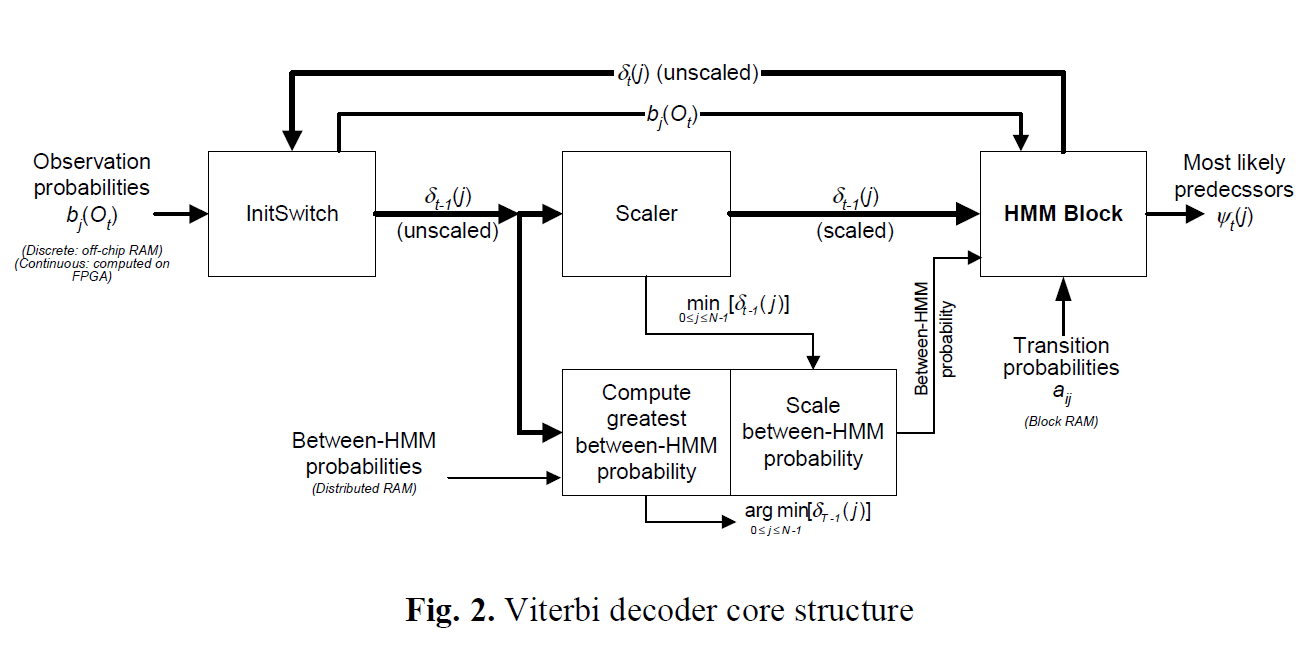 δt(j) (unscaled)
bj(Ot)
Observation
probabilities
bj(Ot)
(Discrete: off-chip RAM)
(Continuous: computed on
FPGA)
InitSwitch
δt-1(j)
(unscaled)
Scaler
δt-1(j)
(scaled)
HMM Block
Most likely
predecssors
ψt(j)
min [δt-1(j)]
0≤j≤N-1
Between-HMM
probability
Transition
probabilities
aij
(Block RAM)
Compute
greatest
between-HMM
probability
Scale
between-HMM
probability
Between-HMM
probabilities
(Distributed RAM)
arg min[δT-1(j)]
0≤j≤N-1
Fig. 2. Viterbi decoder core structure